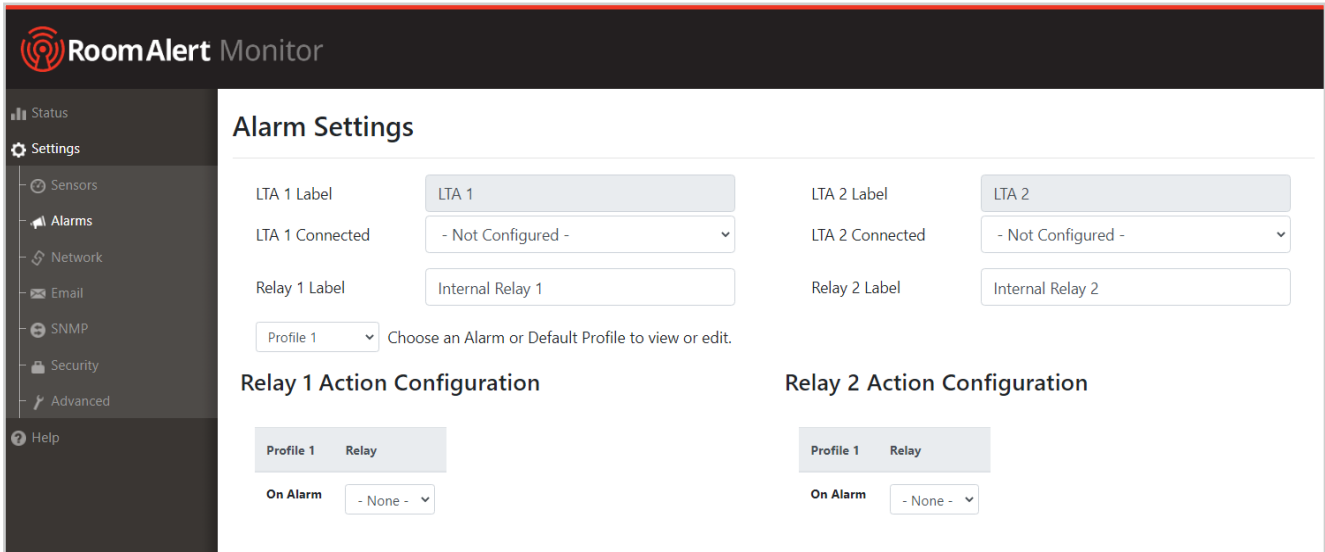 RoomAlert Monitor
Status
Settings
Sensors
Alarms
Network
Email
SNMP
Security
Advanced
Help
Alarm Settings
LTA 1 Label LTA 1 LTA 2 Label LTA 2
LTA 1 Connected - Not Configured - LTA 2 Connected - Not Configured -
Relay 1 Label Internal Relay 1 Relay 2 Label Internal Relay 2
Profile 1 Choose an Alarm or Default Profile to view or edit.
Relay 1 Action Configuration Relay 2 Action Configuration
Profile 1 Relay Profile 1 Relay
On Alarm - None - On Alarm - None -